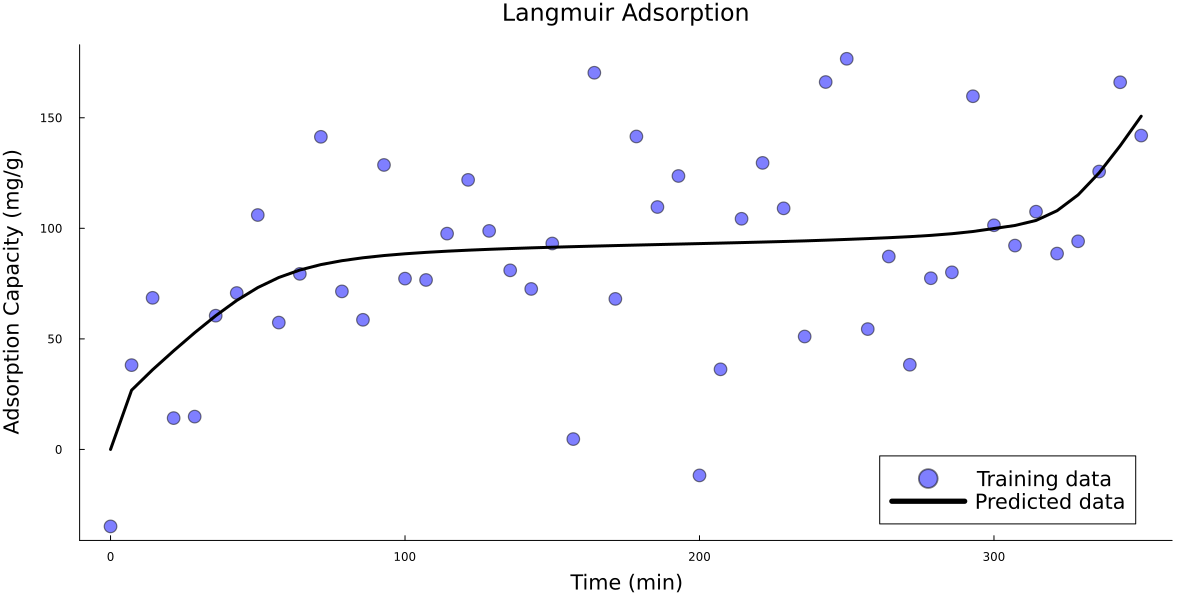 Langmuir Adsorption
Adsorption Capacity (mg/g)
150
100
50
0
0
100
200
300
Time (min)
Training data
Predicted data